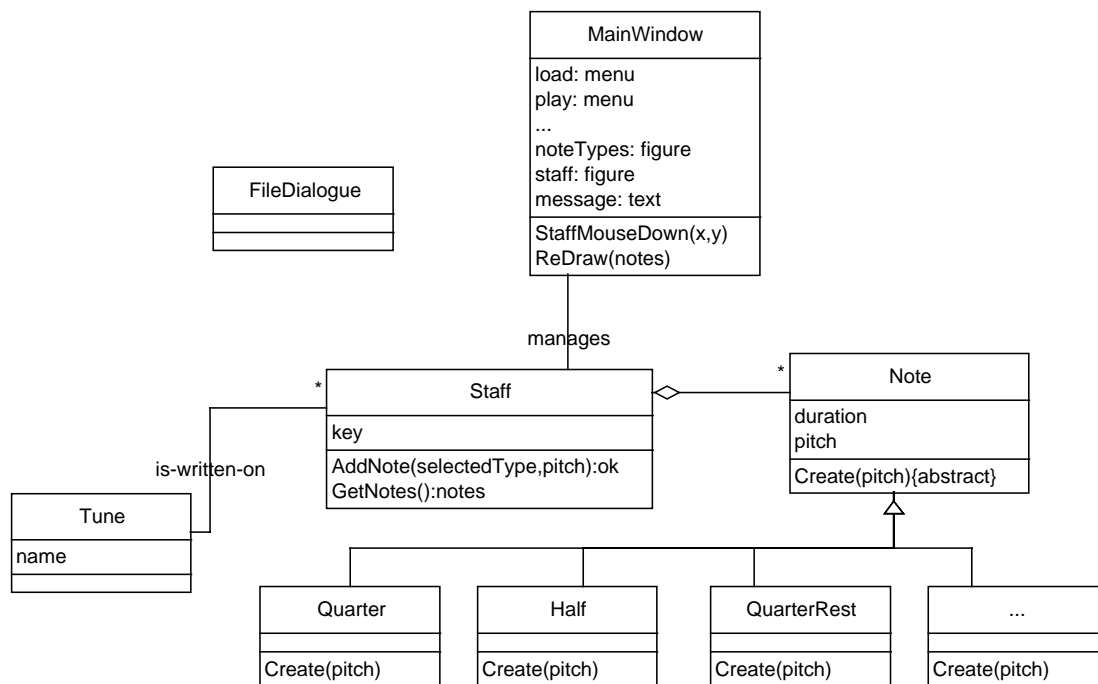 MainWindow
load: menu
play: menu
...
noteTypes: figure
staff: figure
message: text
StaffMouseDown(x,y)
ReDraw(notes)
FileDialogue
manages
*
Staff
key
AddNote(selectedType,pitch):ok
GetNotes():notes
*
Note
duration
pitch
Create(pitch){abstract}
is-written-on
Tune
name
Quarter
Create(pitch)
Half
Create(pitch)
QuarterRest
Create(pitch)
...
Create(pitch)